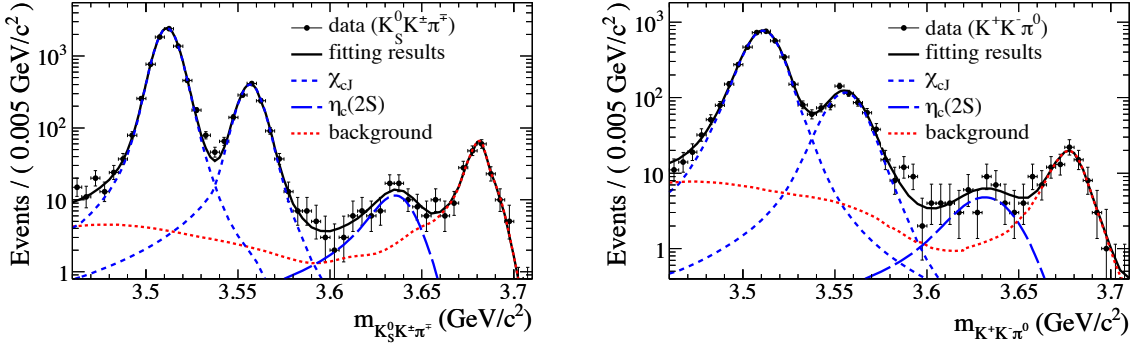 data (K⁰_S K±π∓)
fitting results
χ_cJ
η_c(2S)
background
Events / ( 0.005 GeV/c² )
10³
10²
10
1
3.5 3.55 3.6 3.65 3.7
m_K⁰_S K±π∓ (GeV/c²)
data (K⁺K⁻π⁰)
fitting results
χ_cJ
η_c(2S)
background
Events / ( 0.005 GeV/c² )
10³
10²
10
1
3.5 3.55 3.6 3.65 3.7
m_K⁺K⁻π⁰ (GeV/c²)